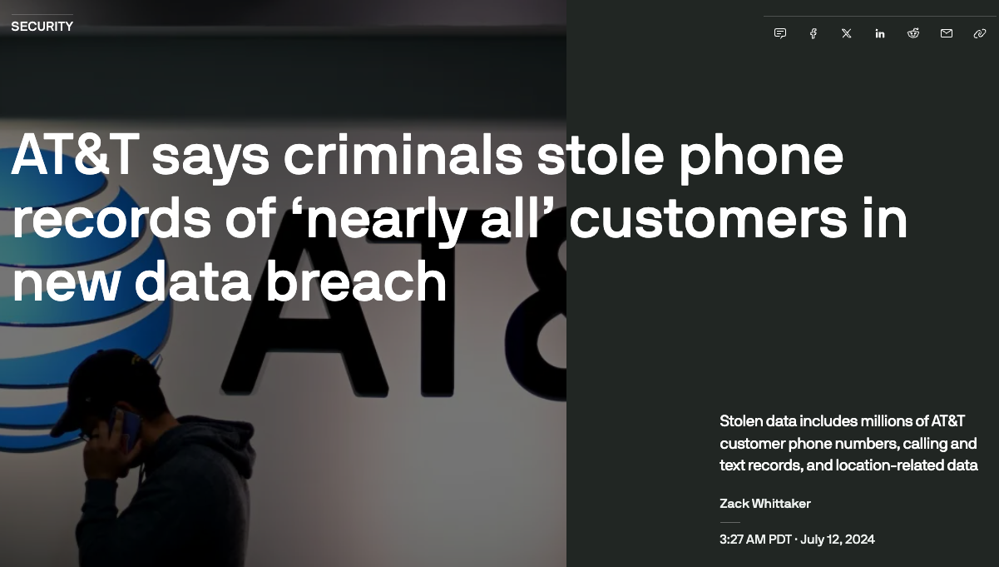 SECURITY
AT&T says criminals stole phone
records of ‘nearly all’ customers in
new data breach
AT&
Stolen data includes millions of AT&T
customer phone numbers, calling and
text records, and location-related data
Zack Whittaker
3:27 AM PDT · July 12, 2024